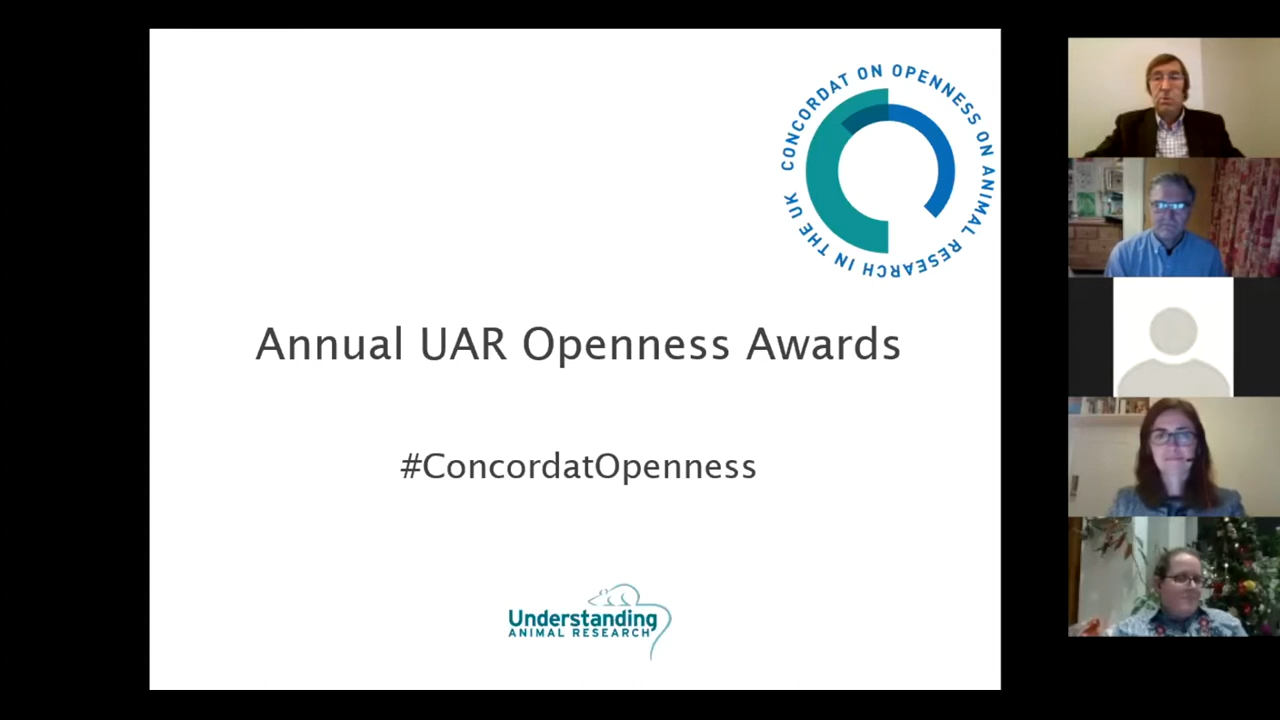 CONCORDAT ON OPENNESS ON ANIMAL RESEARCH IN THE UK
Annual UAR Openness Awards
#ConcordatOpenness
Understanding
ANIMAL RESEARCH